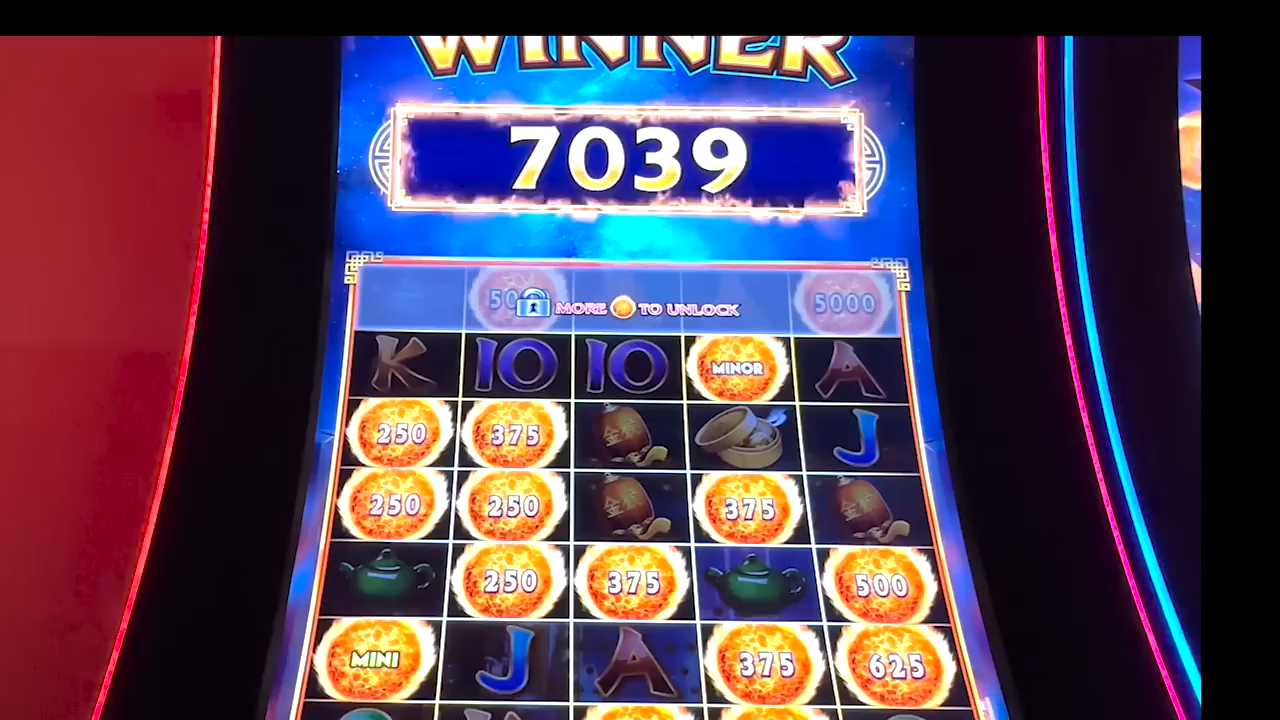 WINNER
7039
50 MORE TO UNLOCK 5000
K 10 10 MINOR A
250 375 J
250 250 375
250 375 500
MINI J A 375 625